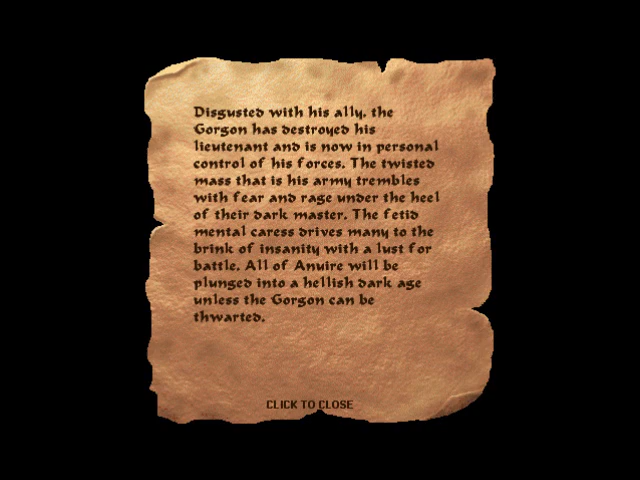 Disgusted with his ally, the
Gorgon has destroyed his
lieutenant and is now in personal
control of his forces. The twisted
mass that is his army trembles
with fear and rage under the heel
of their dark master. The fetid
mental caress drives many to the
brink of insanity with a lust for
battle. All of Anuire will be
plunged into a hellish dark age
unless the Gorgon can be
thwarted.
CLICK TO CLOSE